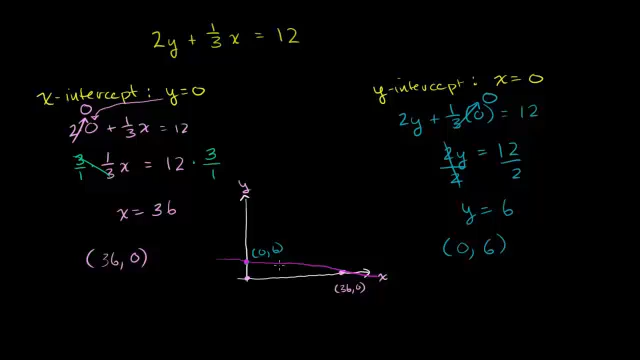 2y + 1/3 x = 12
x-intercept: y=0
0
2 0 + 1/3 x = 12
3/1 · 1/3 x = 12 · 3/1
x = 36
(36, 0)
y-intercept: x=0
0
2y + 1/3 (0) = 12
2y/2 = 12/2
y = 6
(0, 6)
y
(0, 6)
x
(36, 0)